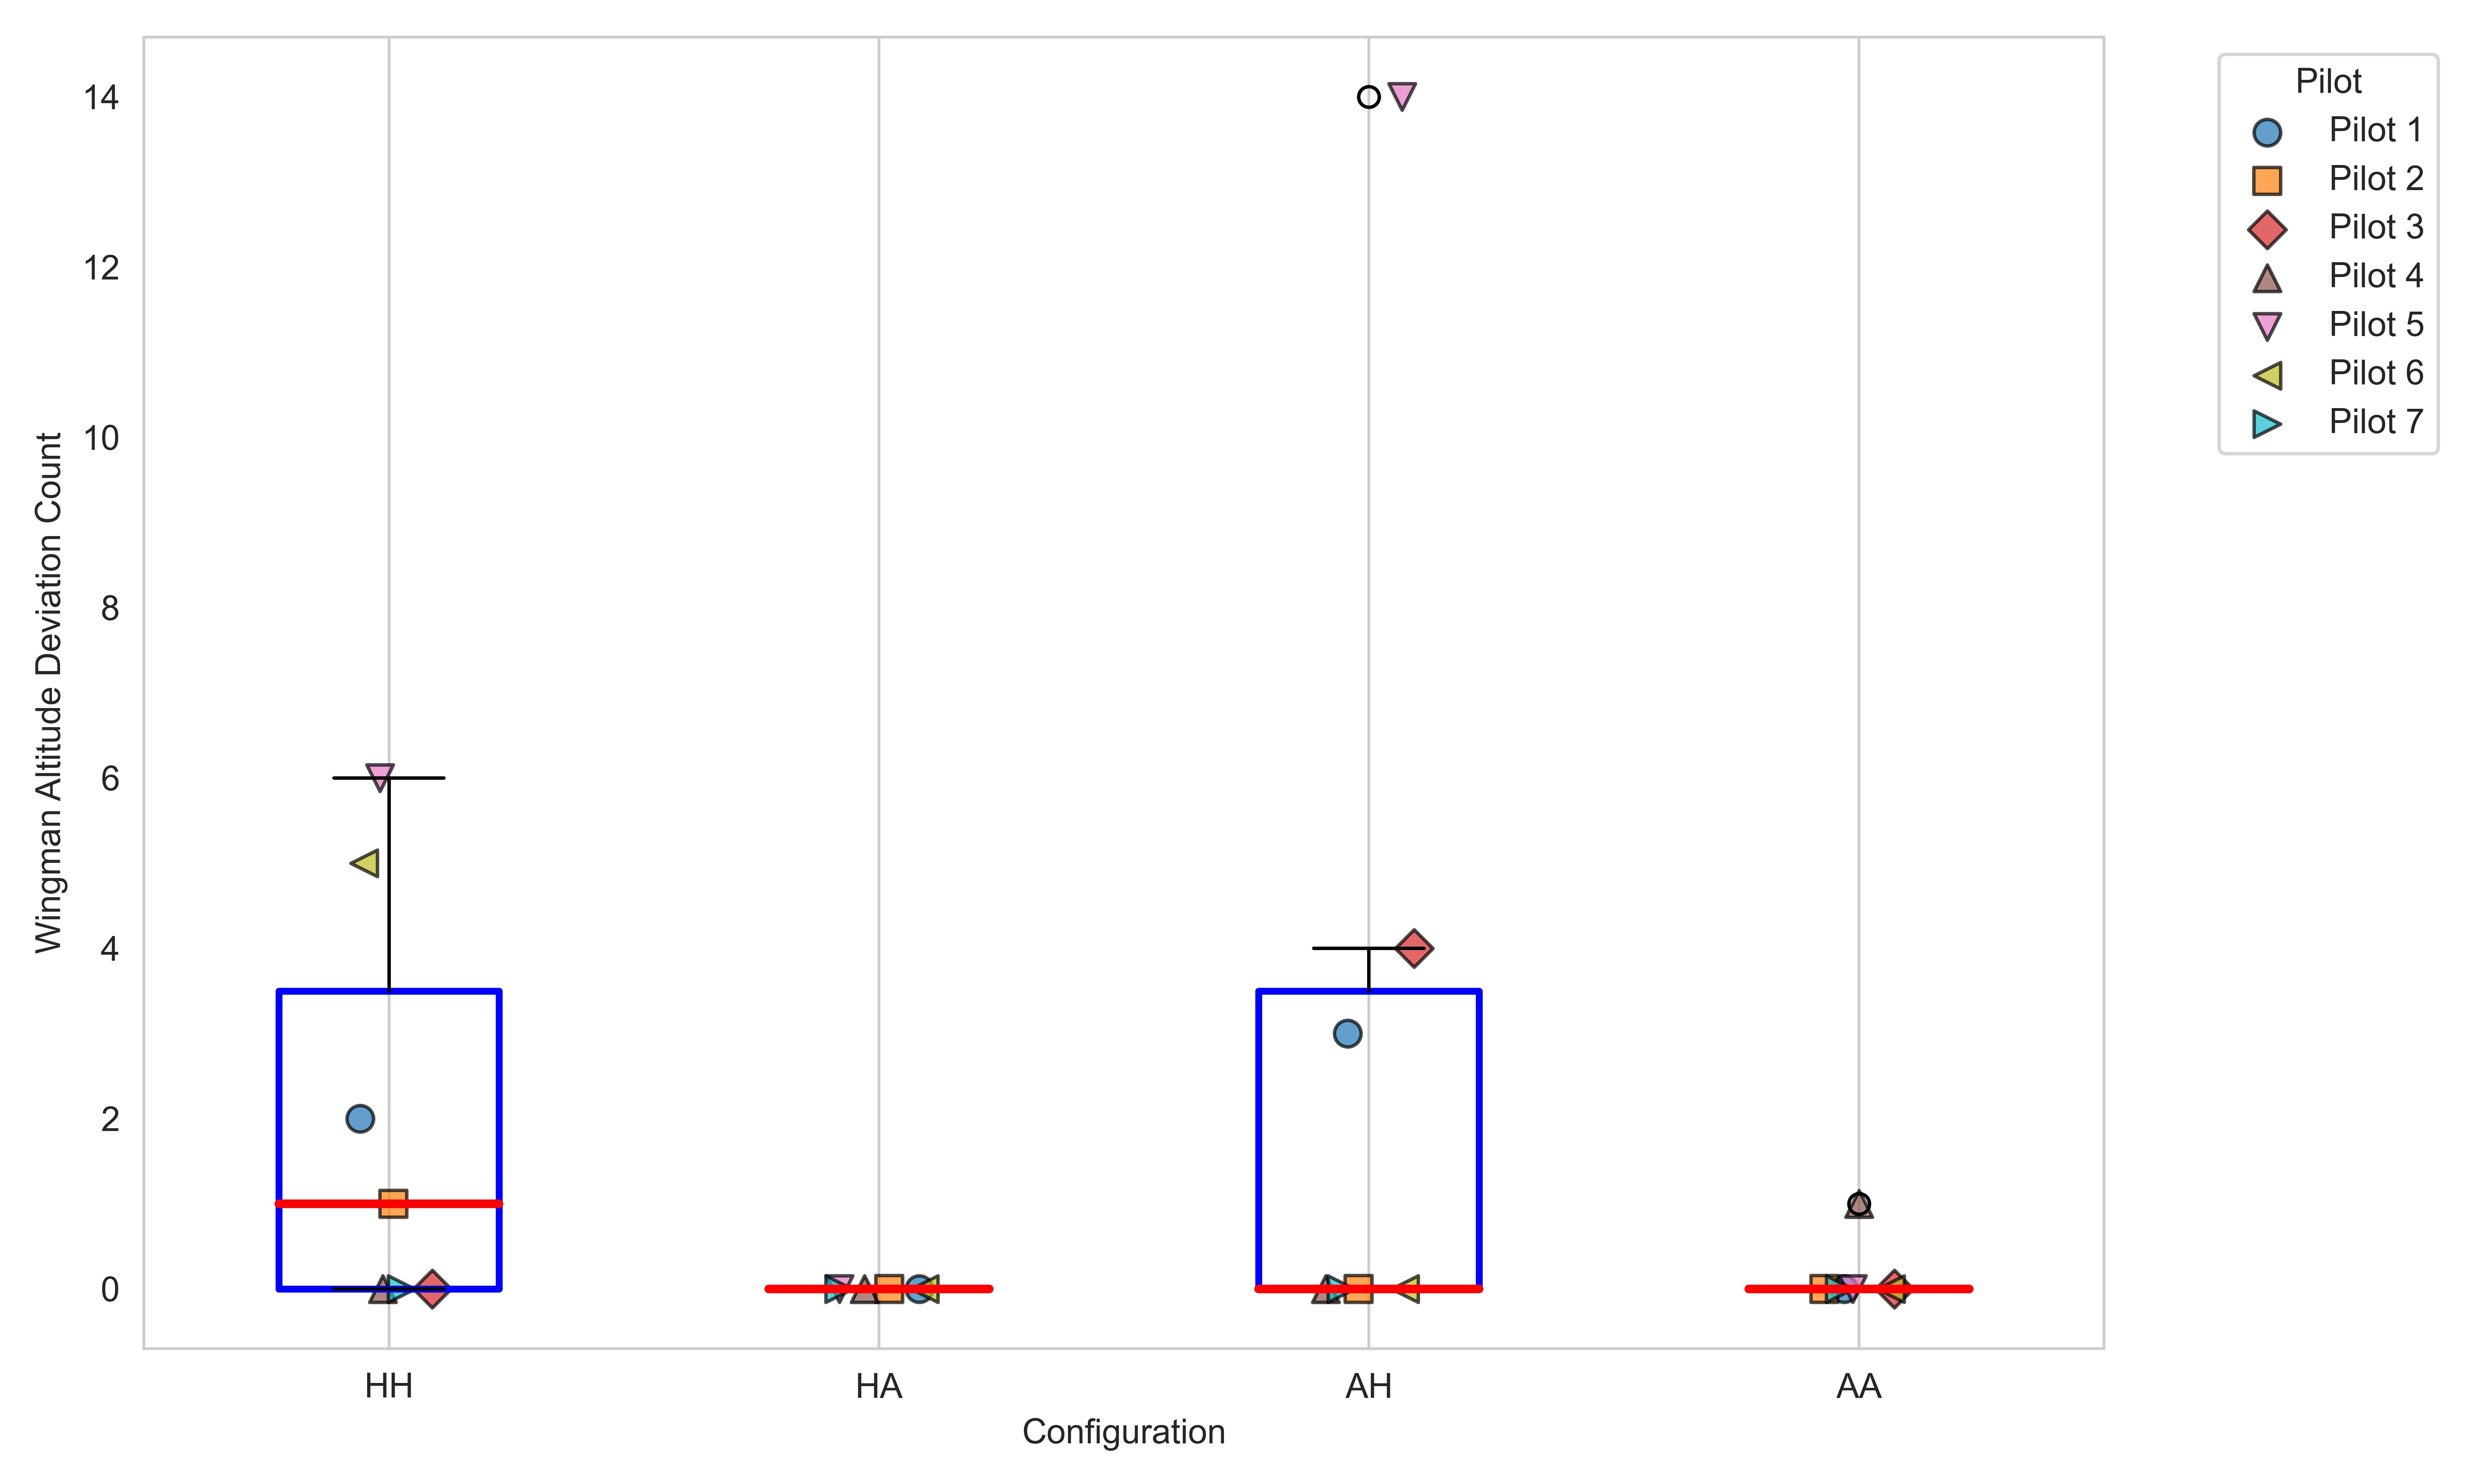 Wingman Altitude Deviation Count
14
12
10
8
6
4
2
0
HH HA AH AA
Configuration
Pilot
Pilot 1
Pilot 2
Pilot 3
Pilot 4
Pilot 5
Pilot 6
Pilot 7